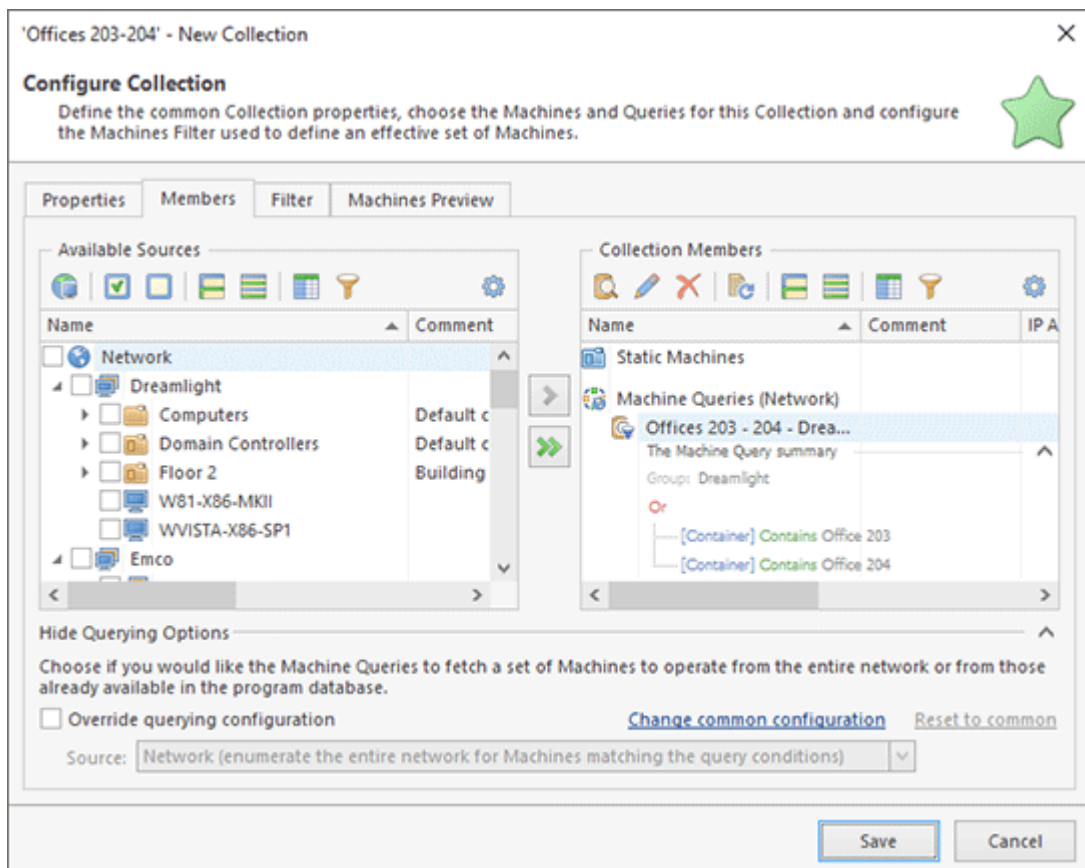 'Offices 203-204' - New Collection
Configure Collection
Define the common Collection properties, choose the Machines and Queries for this Collection and configure
the Machines Filter used to define an effective set of Machines.
Properties Members Filter Machines Preview
Available Sources
Name Comment
Network
Dreamlight
Computers Default c
Domain Controllers Default c
Floor 2 Building
W81-X86-MKII
WVISTA-X86-SP1
Emco
Collection Members
Name Comment IP A
Static Machines
Machine Queries (Network)
Offices 203 - 204 - Drea...
The Machine Query summary
Group: Dreamlight
Or
[Container] Contains Office 203
[Container] Contains Office 204
Hide Querying Options
Choose if you would like the Machine Queries to fetch a set of Machines to operate from the entire network or from those
already available in the program database.
Override querying configuration Change common configuration Reset to common
Source: Network (enumerate the entire network for Machines matching the query conditions)
Save Cancel